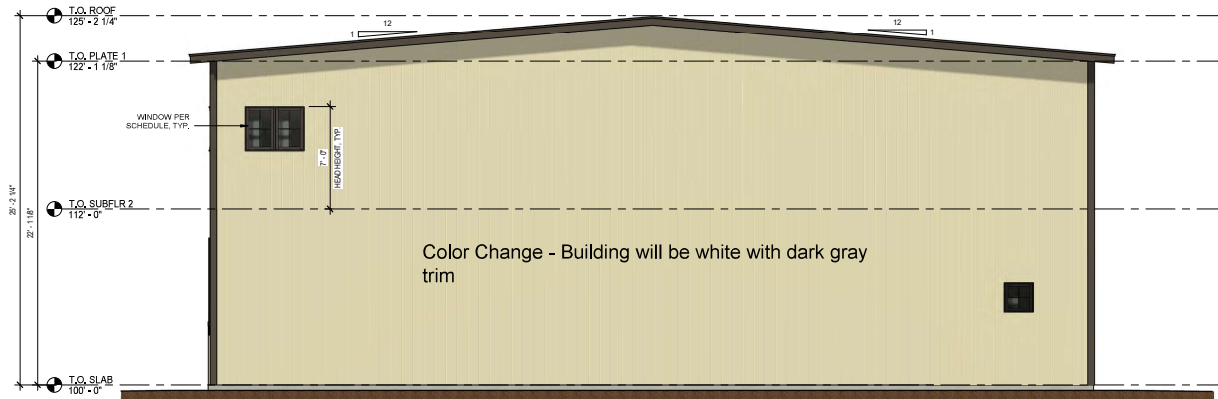 T.O. ROOF
125' - 2 1/4"
12
1
12
1
T.O. PLATE 1
122' - 1 1/8"
WINDOW PER
SCHEDULE, TYP.
7' - 0"
HEAD HEIGHT, TYP.
25' - 2 1/4"
22' - 1 1/8"
T.O. SUBFLR 2
112' - 0"
Color Change - Building will be white with dark gray
trim
T.O. SLAB
100' - 0"